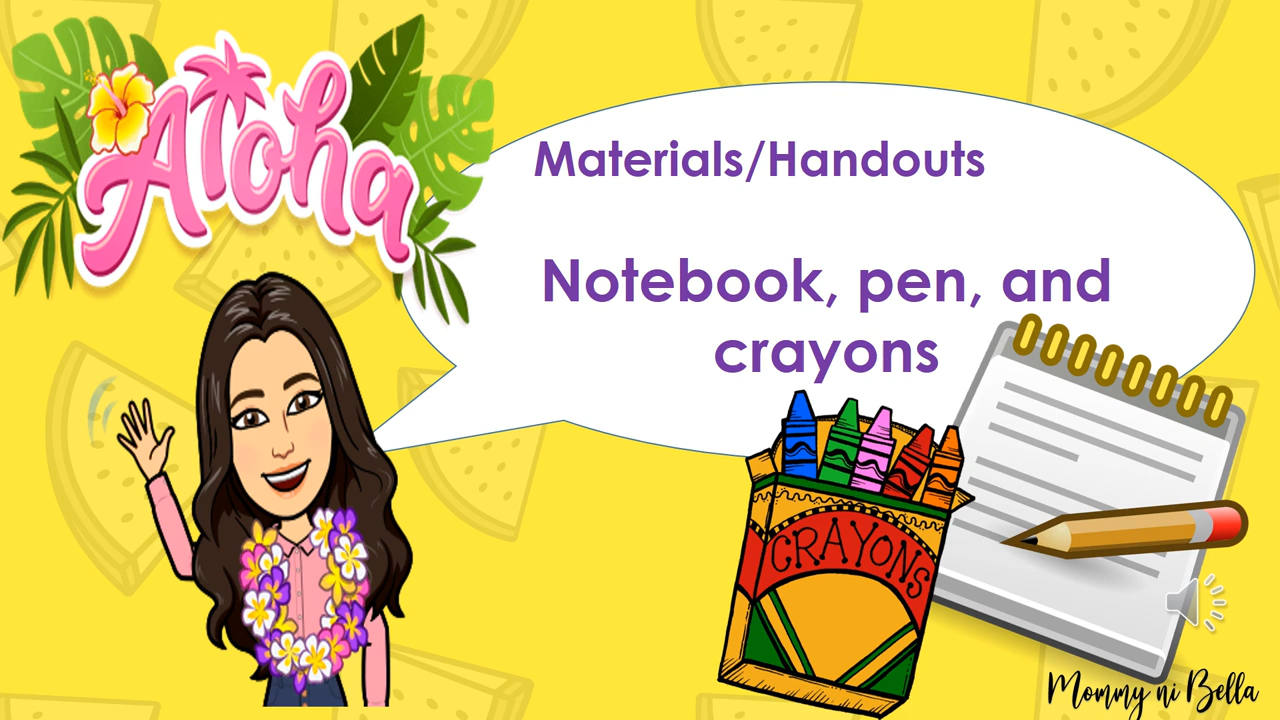 Aloha
Materials/Handouts
Notebook, pen, and
crayons
CRAYONS
Mommy ni Bella